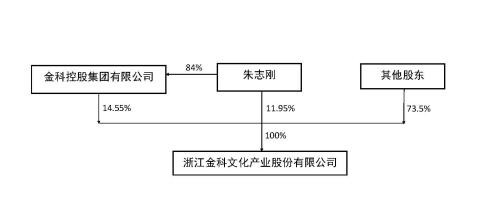 84%
金科控股集团有限公司
朱志刚
其他股东
14.55%
11.95%
73.5%
100%
浙江金科文化产业股份有限公司